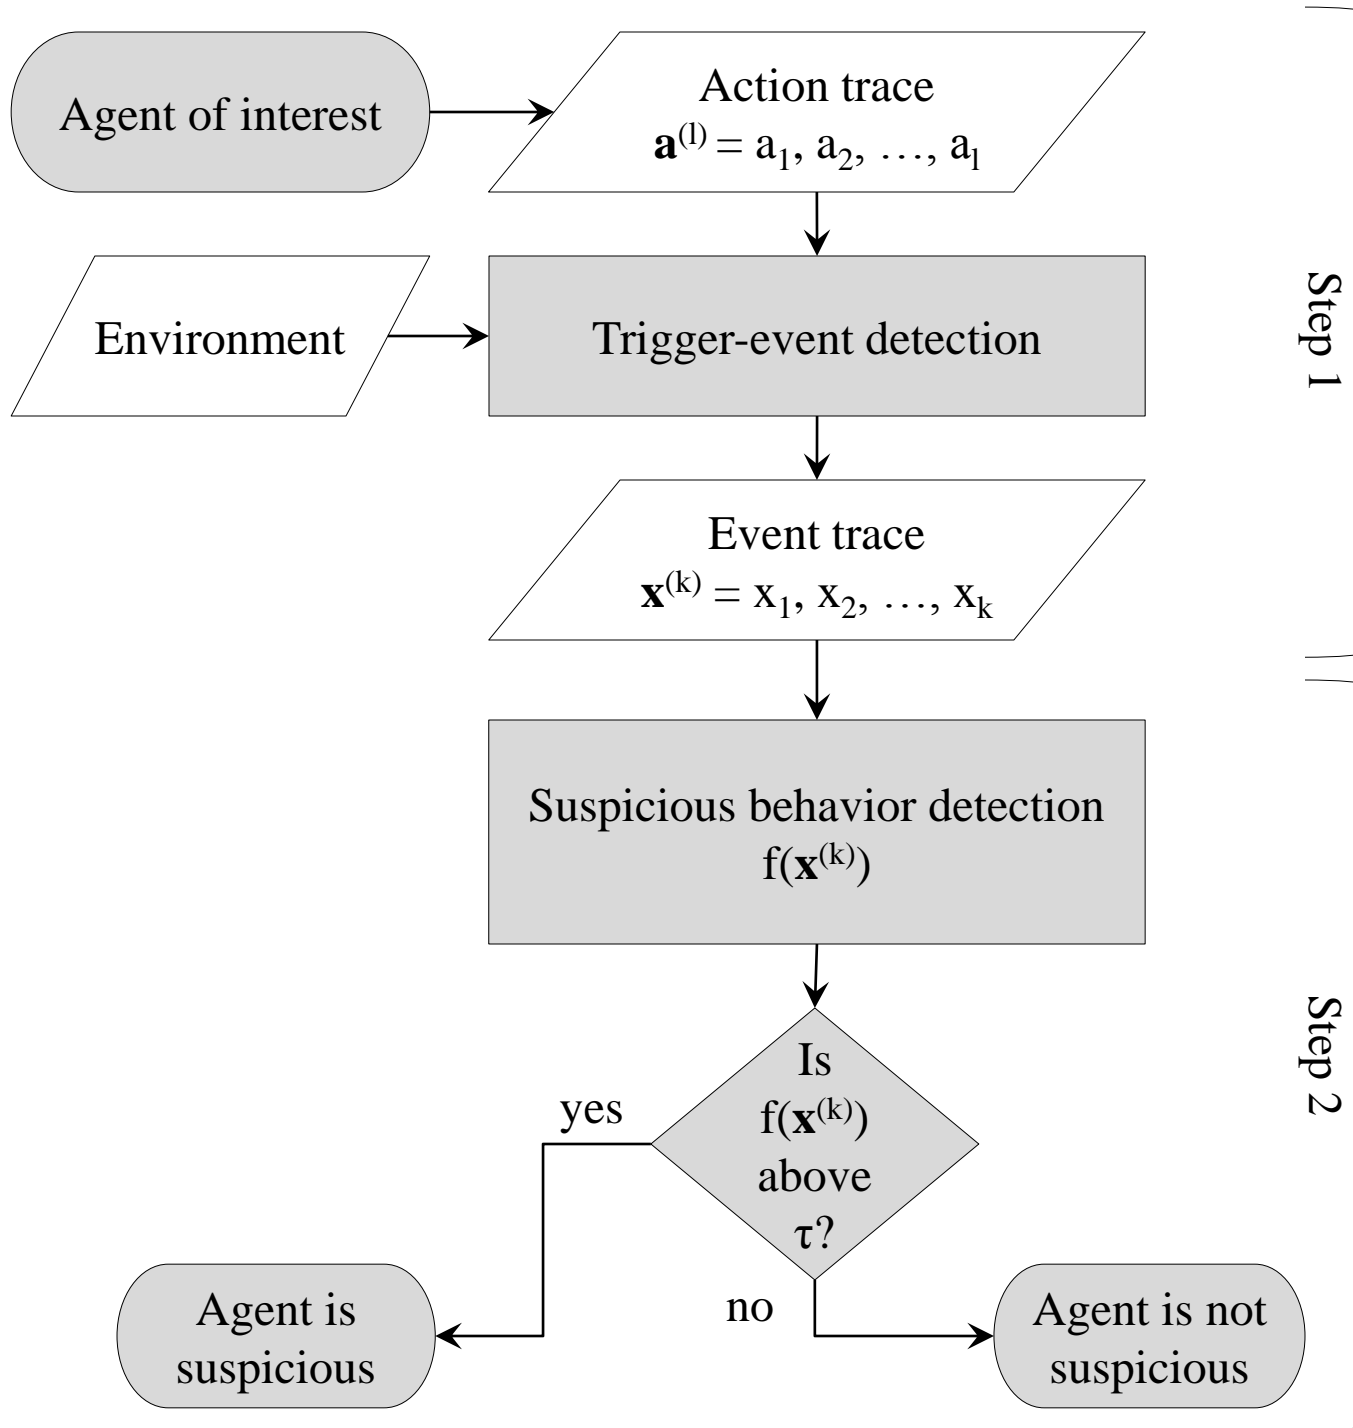 Agent of interest
Action trace
a⁽ˡ⁾ = a₁, a₂, …, aₗ
Environment
Trigger-event detection
Step 1
Event trace
x⁽ᵏ⁾ = x₁, x₂, …, xₖ
Suspicious behavior detection
f(x⁽ᵏ⁾)
Step 2
Is
f(x⁽ᵏ⁾)
above
τ?
yes
no
Agent is
suspicious
Agent is not
suspicious